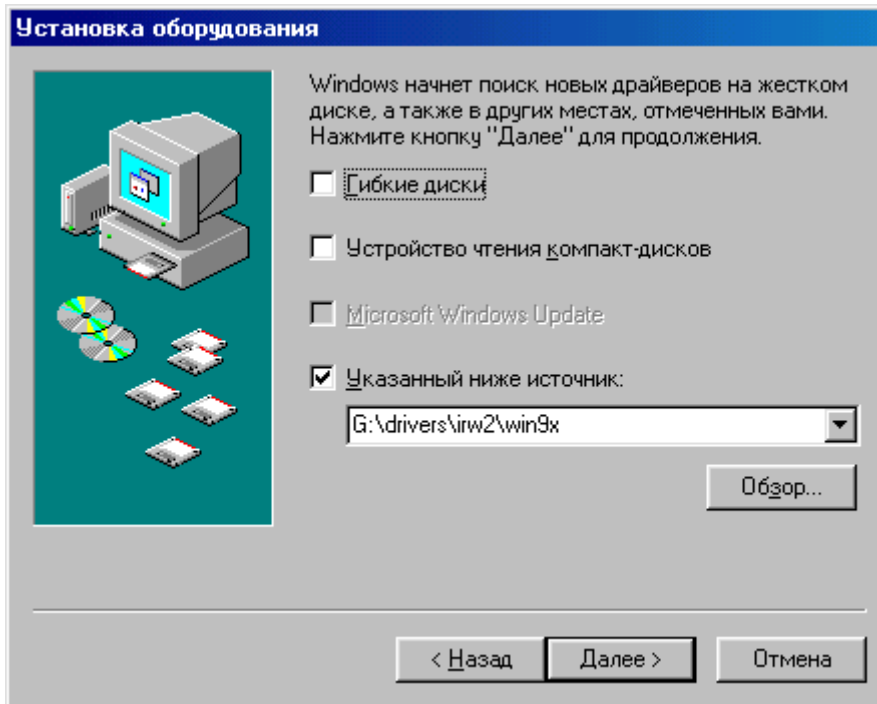 Установка оборудования
Windows начнет поиск новых драйверов на жестком
диске, а также в других местах, отмеченных вами.
Нажмите кнопку "Далее" для продолжения.
Гибкие диски
Устройство чтения компакт-дисков
Microsoft Windows Update
Указанный ниже источник:
G:\drivers\irw2\win9x
Обзор...
< Назад
Далее >
Отмена